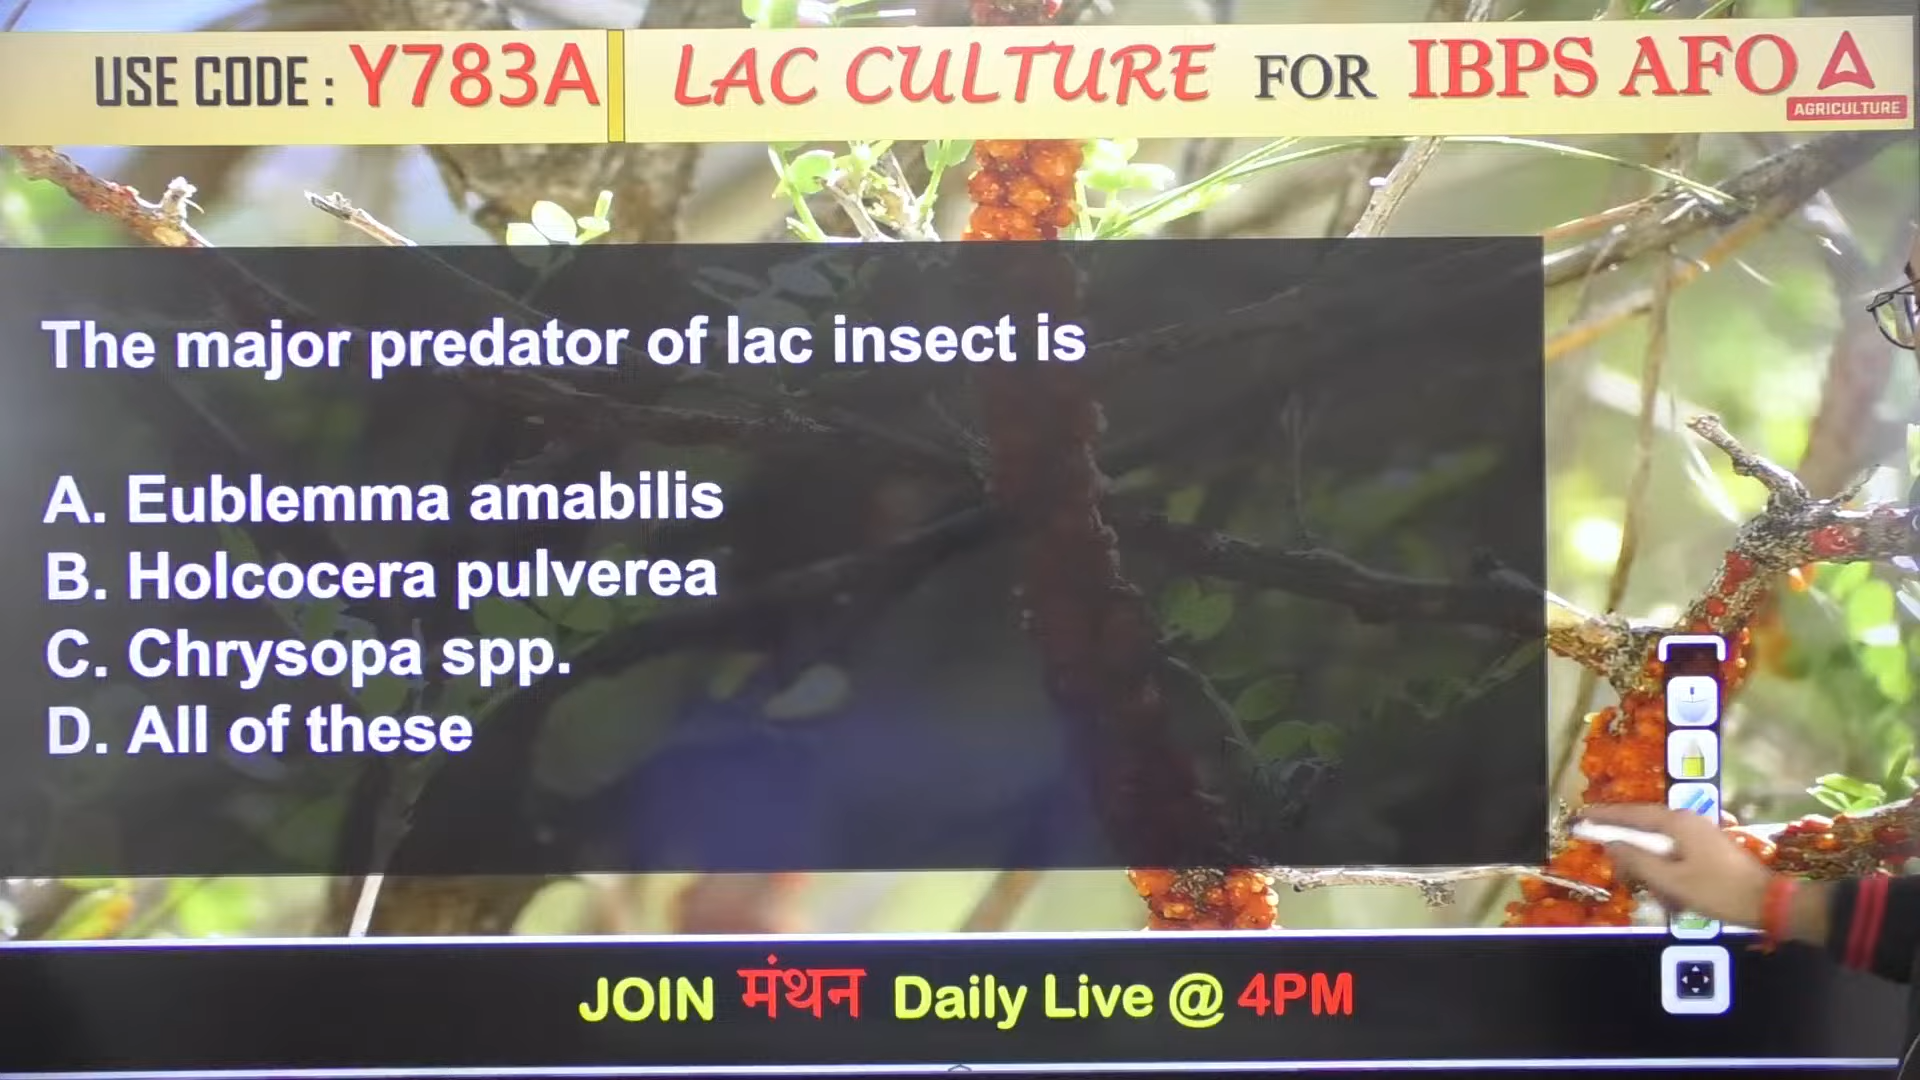 USE CODE : Y783A
LAC CULTURE FOR IBPS AFO
AGRICULTURE
The major predator of lac insect is
A. Eublemma amabilis
B. Holcocera pulverea
C. Chrysopa spp.
D. All of these
JOIN मंथन Daily Live @ 4PM